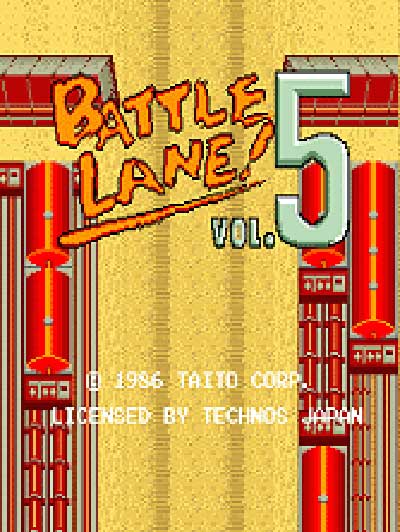 BATTLE
LANE!
VOL. 5
© 1986 TAITO CORP.
LICENSED BY TECHNOS JAPAN